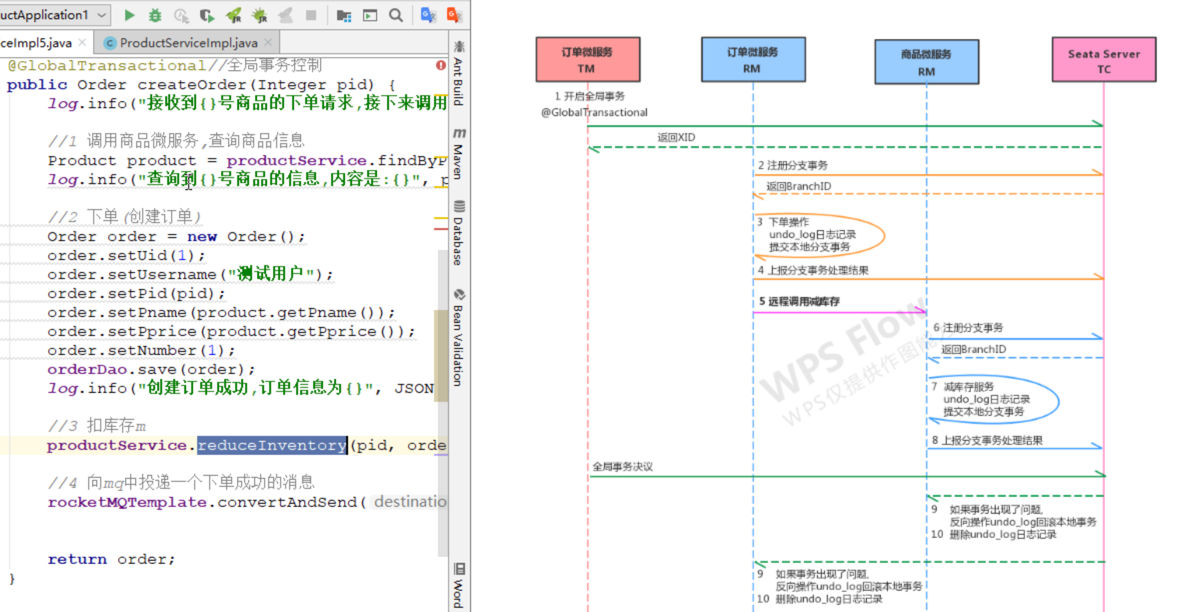 uctApplication1
ceImpl5.java × ProductServiceImpl.java ×
@GlobalTransactional//全局事务控制
public Order createOrder(Integer pid) {
log.info("接收到{}号商品的下单请求,接下来调用
//1 调用商品微服务,查询商品信息
Product product = productService.findByP
log.info("查询到{}号商品的信息,内容是:{}", p
//2 下单(创建订单)
Order order = new Order();
order.setUid(1);
order.setUsername("测试用户");
order.setPid(pid);
order.setPname(product.getPname());
order.setPprice(product.getPprice());
order.setNumber(1);
orderDao.save(order);
log.info("创建订单成功,订单信息为{}", JSON
//3 扣库存m
productService.reduceInventory(pid, orde
//4 向mq中投递一个下单成功的消息
rocketMQTemplate.convertAndSend( destinatio
return order;
}
Ant Build
Maven
Database
Bean Validation
Word
订单微服务
TM
订单微服务
RM
商品微服务
RM
Seata Server
TC
1 开启全局事务
@GlobalTransactional
返回XID
2 注册分支事务
返回BranchID
3 下单操作
undo_log日志记录
提交本地分支事务
4 上报分支事务处理结果
5 远程调用减库存
6 注册分支事务
返回BranchID
7 减库存服务
undo_log日志记录
提交本地分支事务
8 上报分支事务处理结果
全局事务决议
9 如果事务出现了问题,
反向操作undo_log回滚本地事务
10 删除undo_log日志记录
9 如果事务出现了问题,
反向操作undo_log回滚本地事务
10 删除undo_log日志记录
WPS Flow
WPS仅提供作图